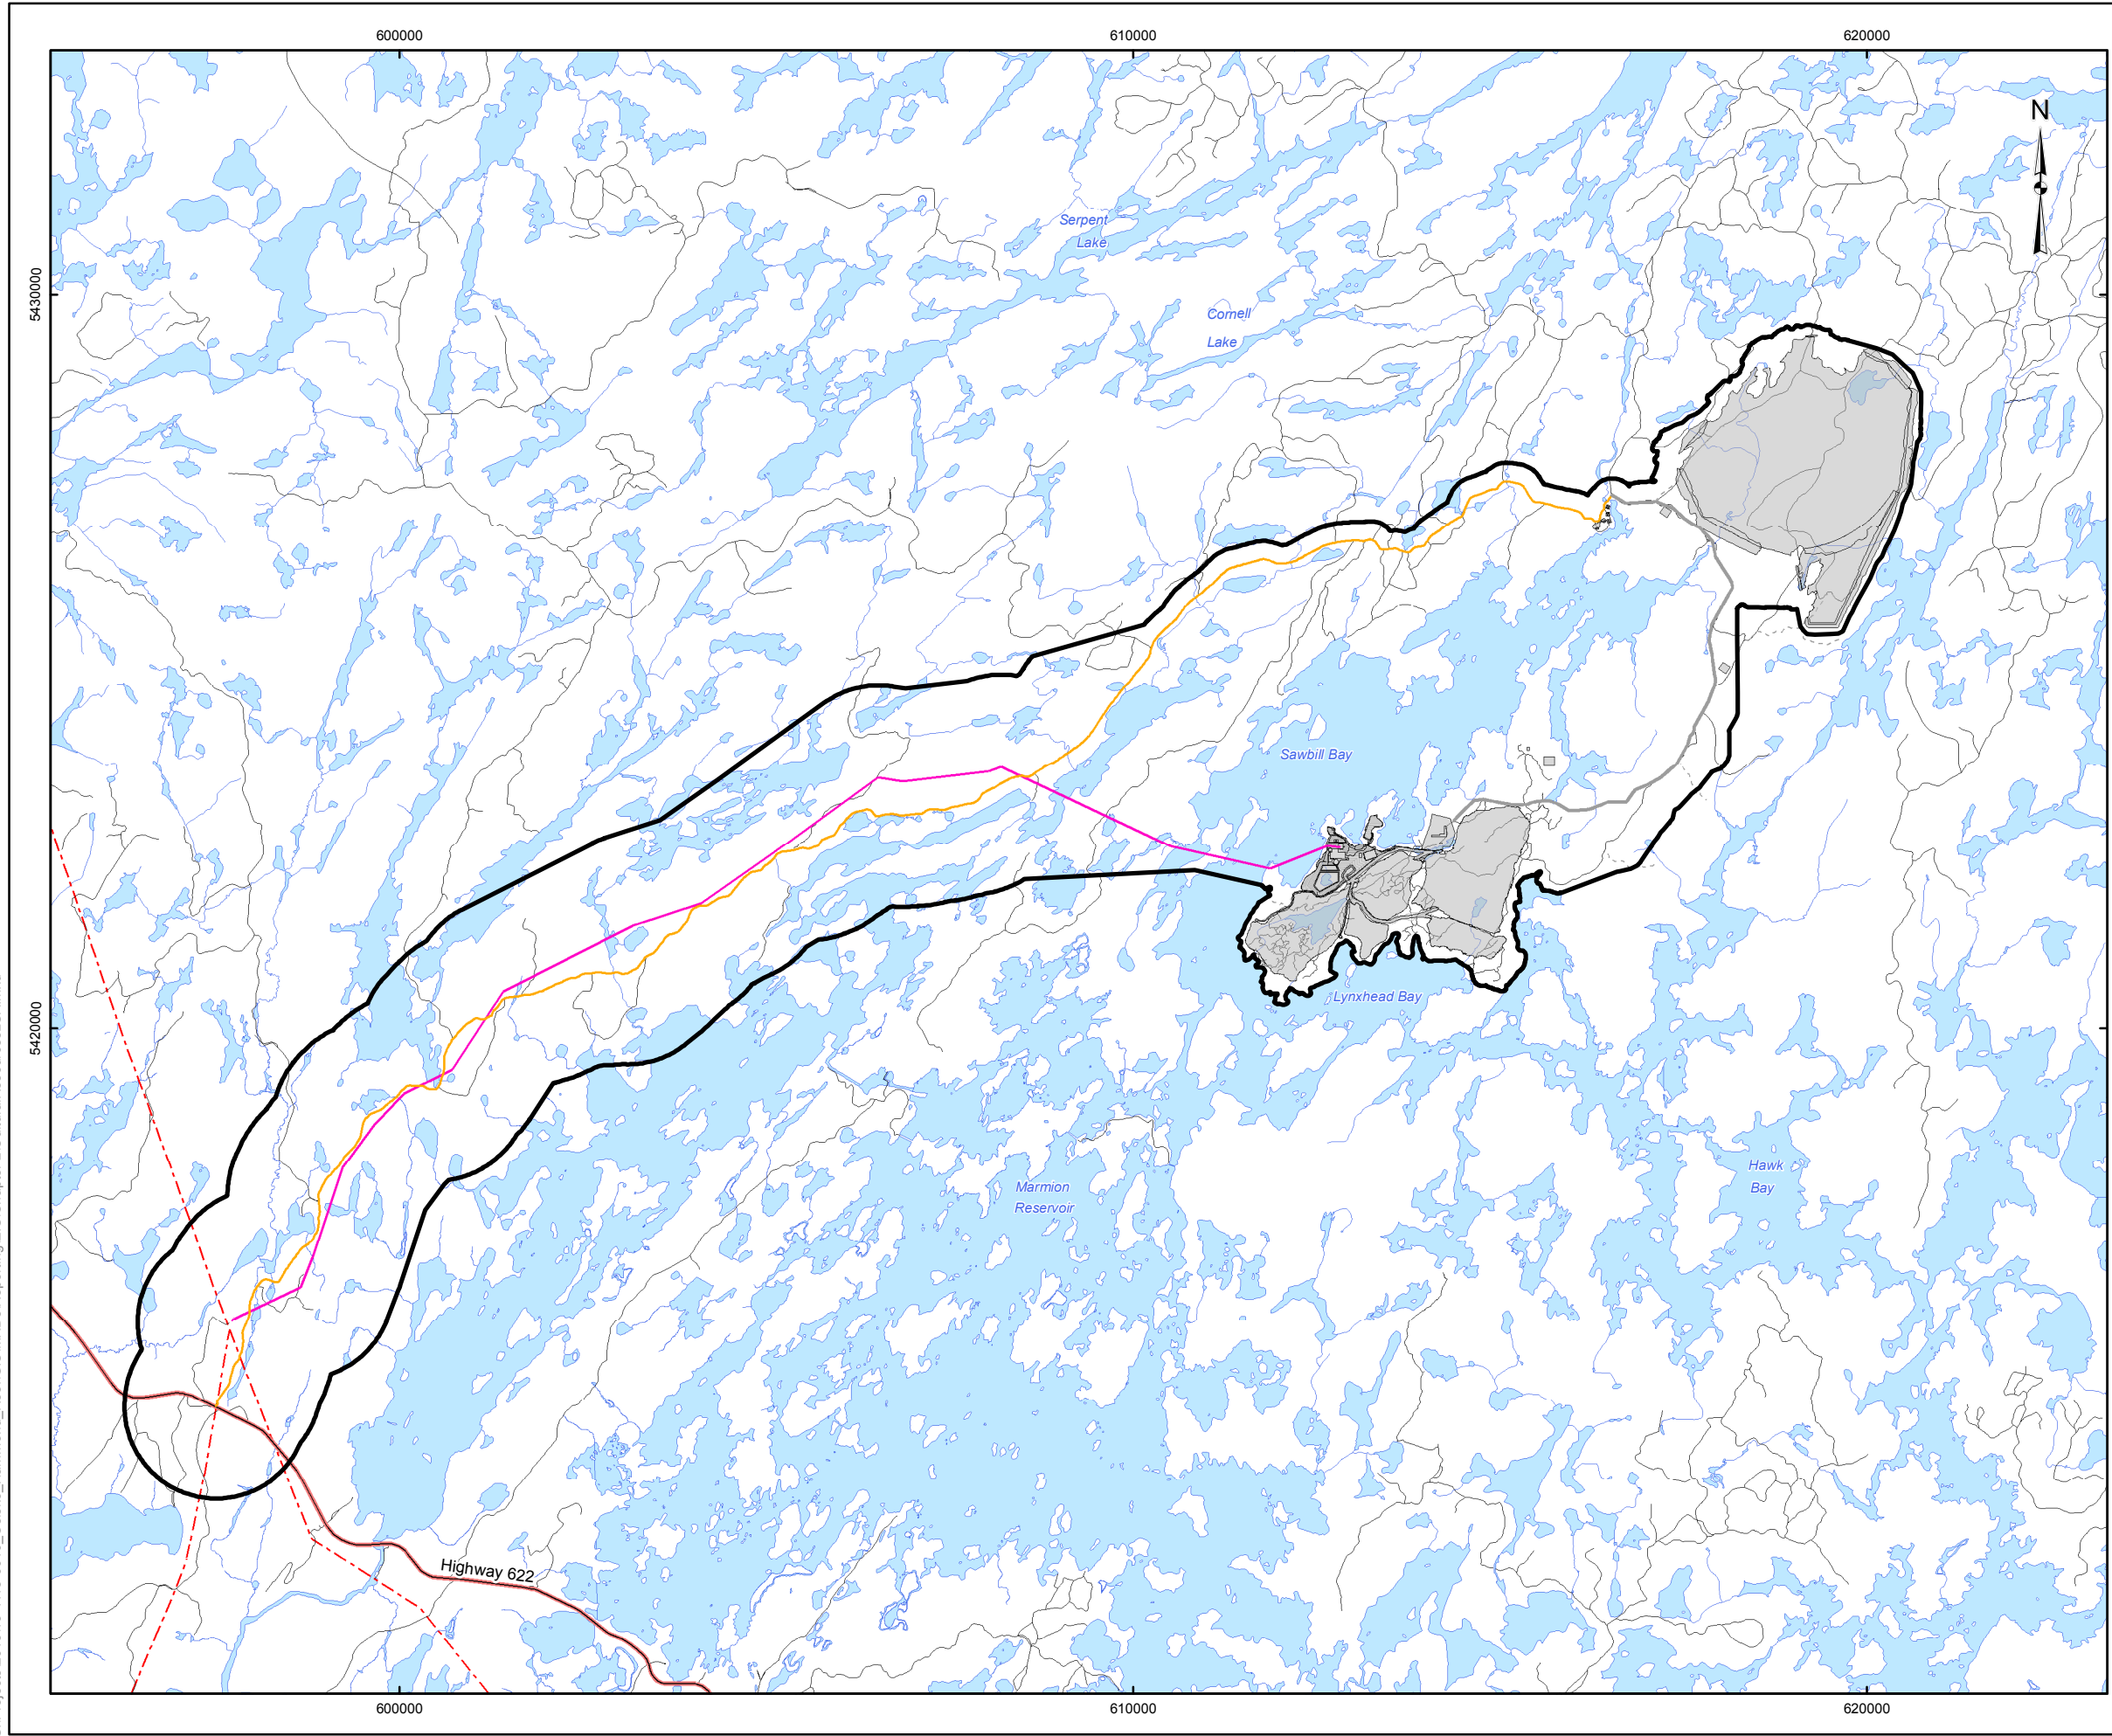 600000
610000
620000
N
Serpent
Lake
5430000
Cornell
Lake
Sawbill Bay
Lynxhead Bay
5420000
Hawk
Bay
Marmion
Reservoir
Highway 622
600000
610000
620000